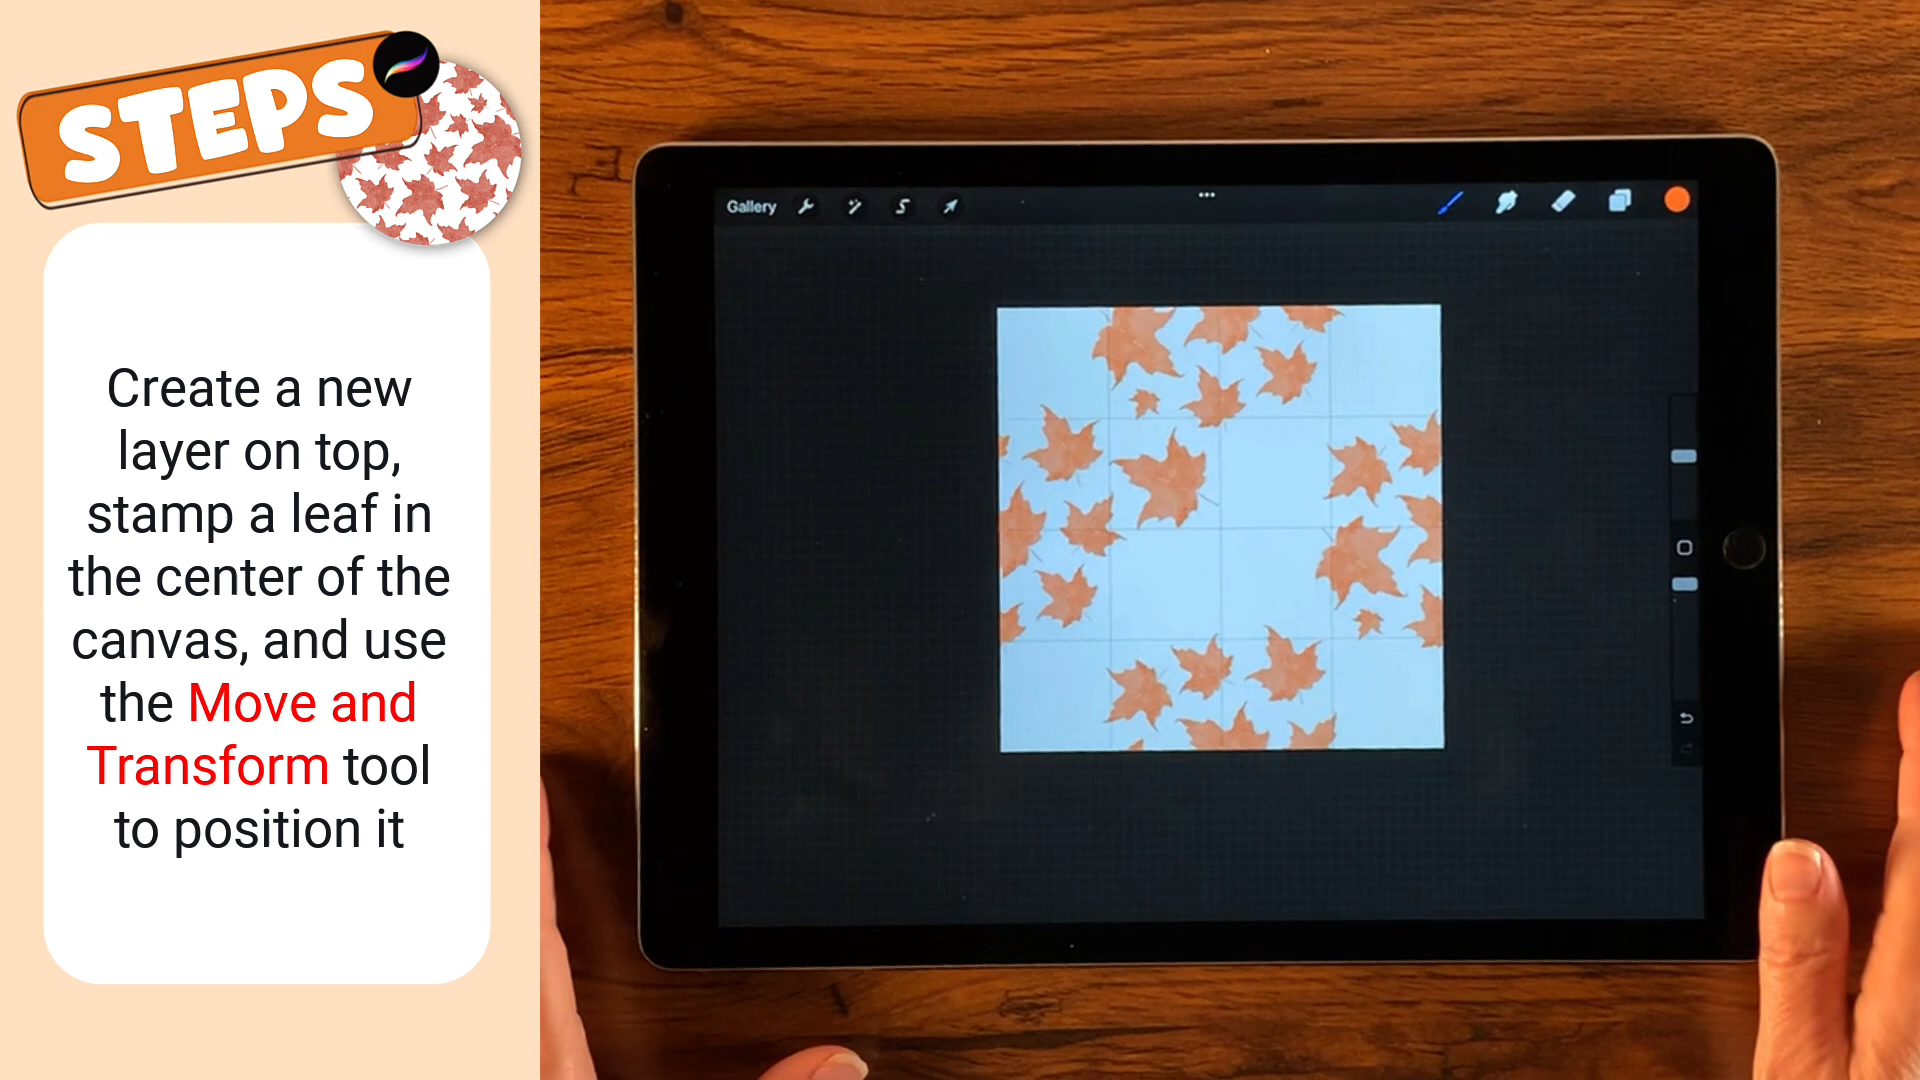 STEPS
Create a new
layer on top,
stamp a leaf in
the center of the
canvas, and use
the Move and
Transform tool
to position it
Gallery